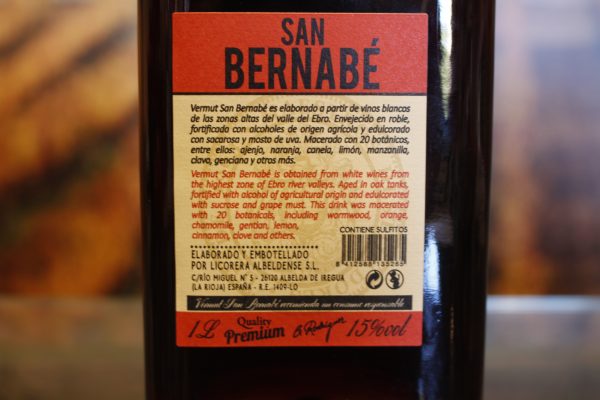 SAN
BERNABÉ
Vermut San Bernabé es elaborado a partir de vinos blancos
de las zonas altas del valle del Ebro. Envejecido en roble,
fortificado con alcoholes de origen agrícola y edulcorado
con sacarosa y mosto de uva. Macerado con 20 botánicos,
entre ellos: ajenjo, naranja, canela, limón, manzanilla,
clavo, genciana y otros más.
Vermut San Bernabé is obtained from white wines from
the highest zone of Ebro river valleys. Aged in oak tanks,
fortified with alcohol of agricultural origin and edulcorated
with sucrose and grape must. This drink was macerated
with 20 botanicals, including wormwood, orange,
chamomile, gentian, lemon,
cinnamon, clove and others.
CONTIENE SULFITOS
ELABORADO Y EMBOTELLADO
POR LICORERA ALBELDENSE S.L.
C/RÍO MIGUEL Nº 5 - 26120 ALBELDA DE IREGUA
(LA RIOJA) ESPAÑA - R.E. 1409-LO
Vermut San Bernabé recomienda un consumo responsable
1L Quality Premium 15%vol